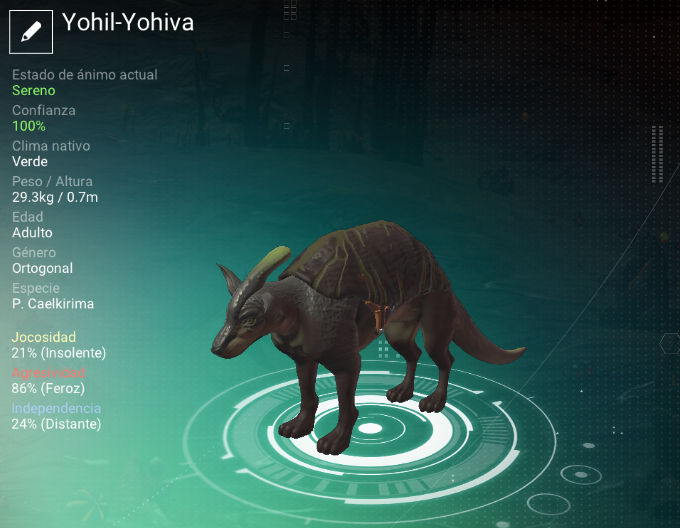 Yohil-Yohiva
Estado de ánimo actual
Sereno
Confianza
100%
Clima nativo
Verde
Peso / Altura
29.3kg / 0.7m
Edad
Adulto
Género
Ortogonal
Especie
P. Caelkirima
Jocosidad
21% (Insolente)
Agresividad
86% (Feroz)
Independencia
24% (Distante)